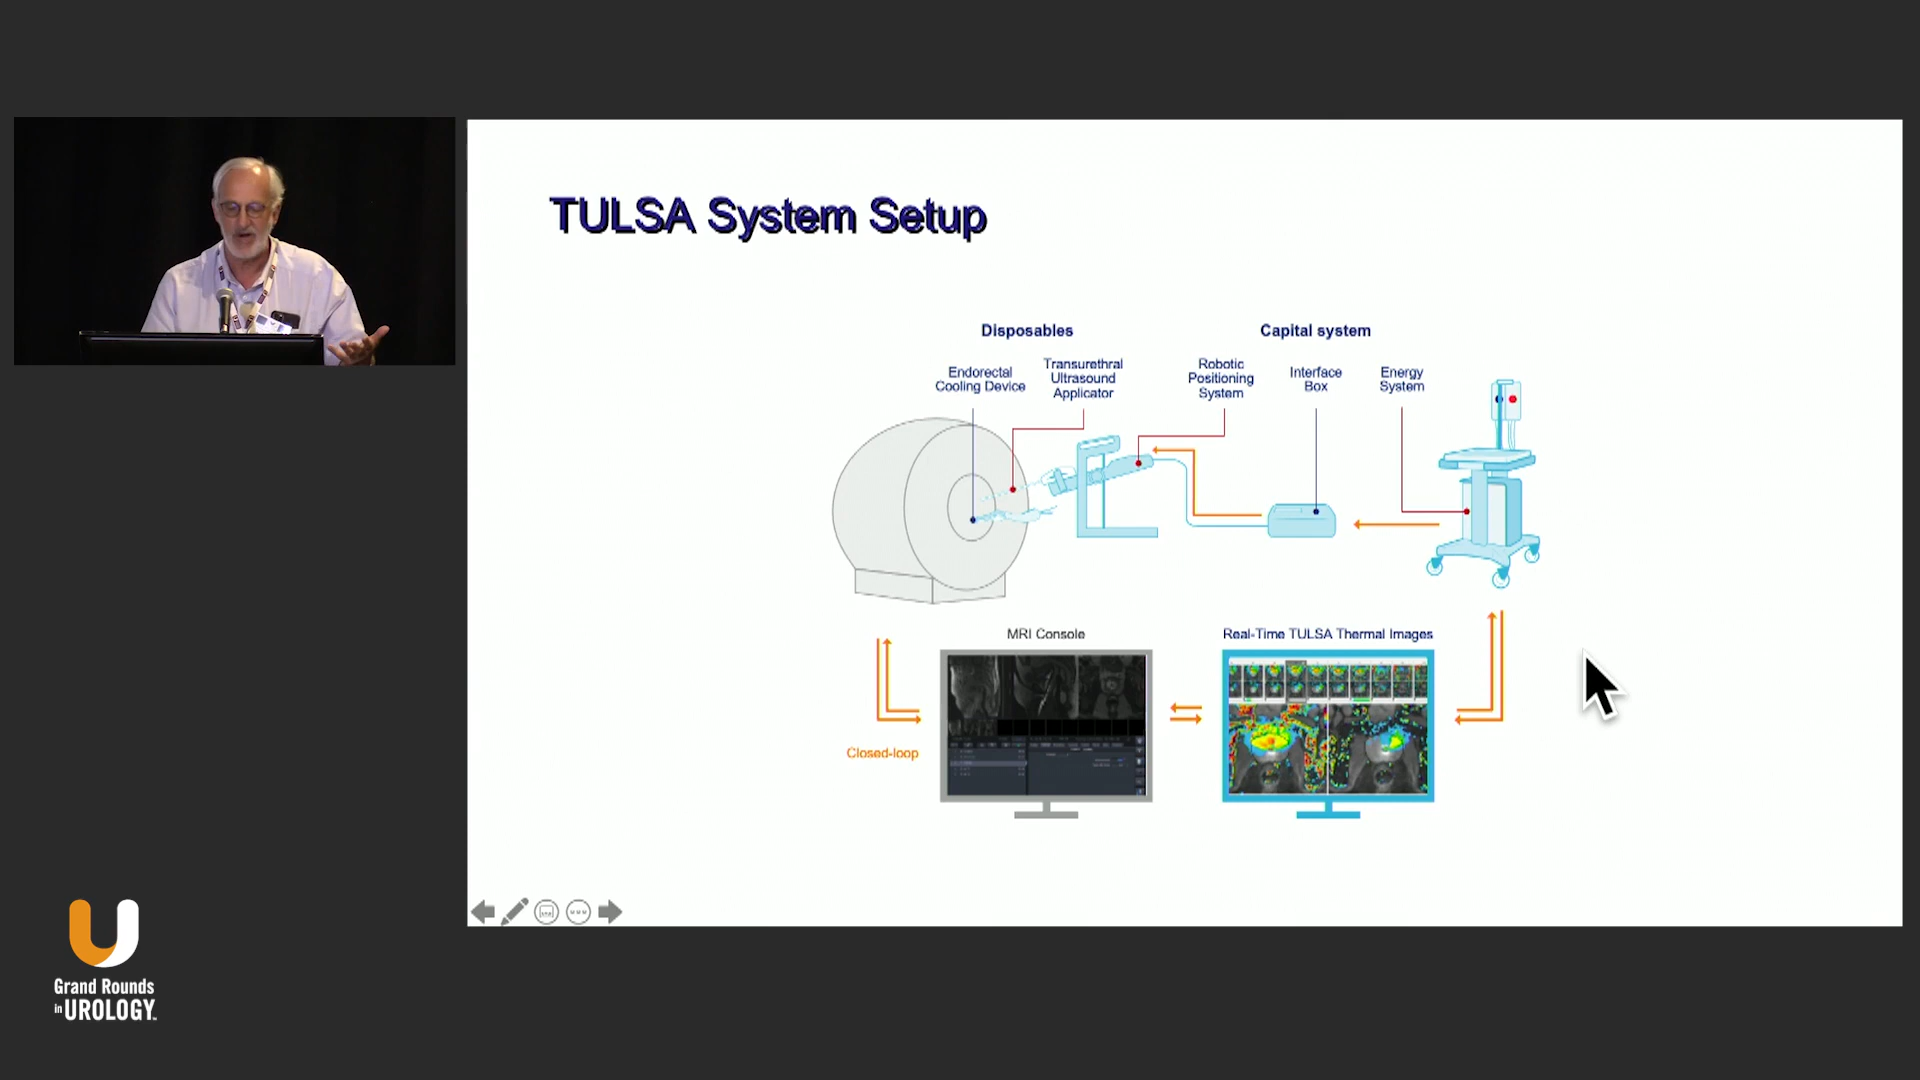 TULSA System Setup
Disposables
Capital system
Endorectal
Cooling Device
Transurethral
Ultrasound
Applicator
Robotic
Positioning
System
Interface
Box
Energy
System
MRI Console
Real-Time TULSA Thermal Images
Closed-loop
Grand Rounds
in UROLOGY